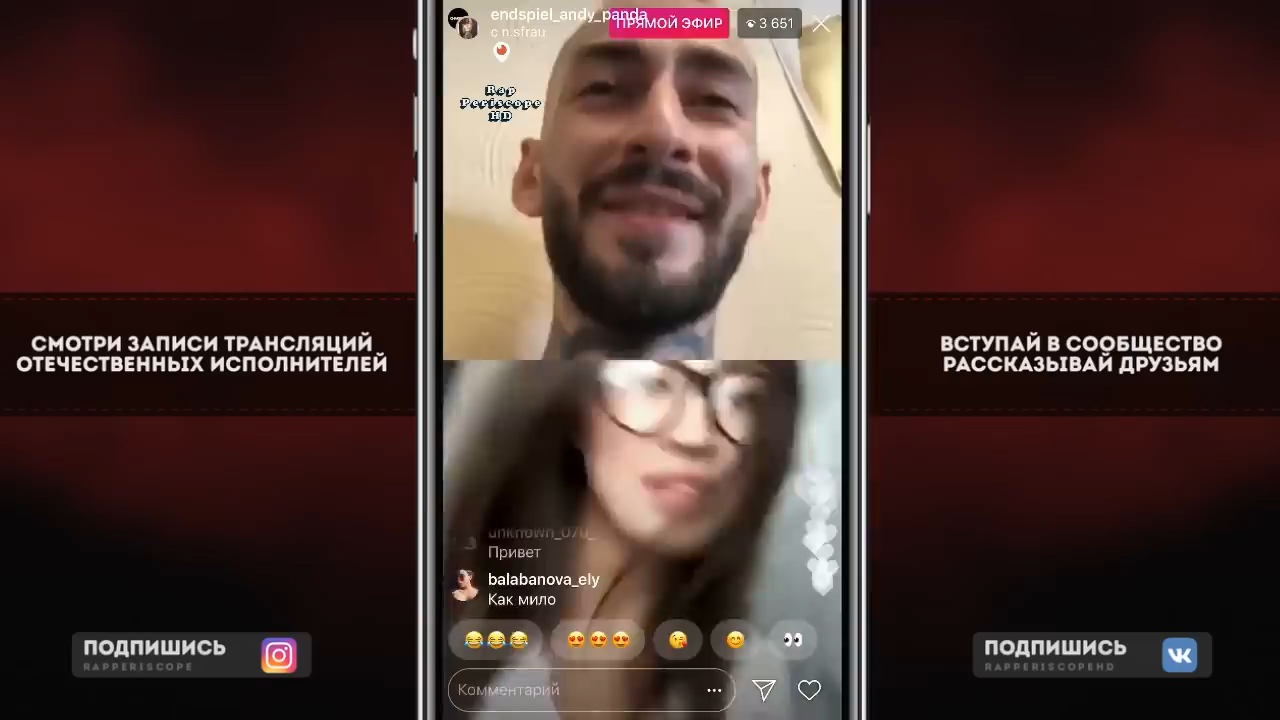 endspiel_andy_panda
с n.sfrau
ПРЯМОЙ ЭФИР
3 651
Rap
Periscope
HD
СМОТРИ ЗАПИСИ ТРАНСЛЯЦИЙ
ОТЕЧЕСТВЕННЫХ ИСПОЛНИТЕЛЕЙ
ВСТУПАЙ В СООБЩЕСТВО
РАССКАЗЫВАЙ ДРУЗЬЯМ
unknown_070_
Привет
balabanova_ely
Как мило
Комментарий
ПОДПИШИСЬ
RAPPERISCOPE
ПОДПИШИСЬ
RAPPERISCOPEHD